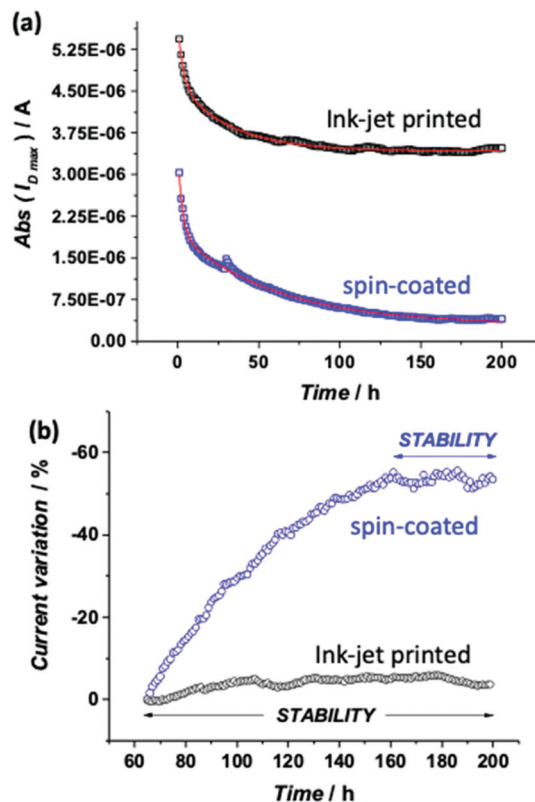 (a)
5.25E-06
4.50E-06
3.75E-06
3.00E-06
2.25E-06
1.50E-06
7.50E-07
0.00
Abs (I_D max) / A
Ink-jet printed
spin-coated
0 50 100 150 200
Time / h
(b)
-60
-40
-20
0
Current variation / %
STABILITY
spin-coated
Ink-jet printed
STABILITY
60 80 100 120 140 160 180 200
Time / h